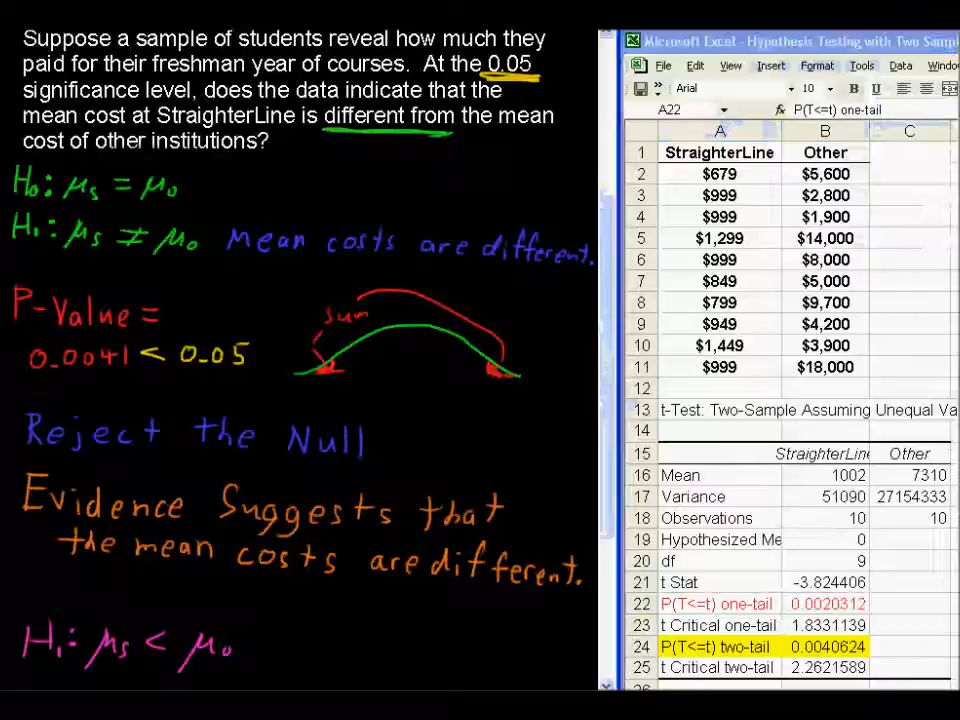 Suppose a sample of students reveal how much they
paid for their freshman year of courses. At the 0.05
significance level, does the data indicate that the
mean cost at StraighterLine is different from the mean
cost of other institutions?
H₀: μs = μ₀
H₁: μs ≠ μ₀ Mean costs are different.
P-Value =
0.0041 < 0.05
Sum
Reject the Null
Evidence Suggests that
the mean costs are different.
H₁: μs < μ₀
Microsoft Excel - Hypothesis Testing with Two Sampl
File Edit View Insert Format Tools Data Window
Arial 10 B U
A22 fx P(T<=t) one-tail
A B C
1 StraighterLine Other
2 $679 $5,600
3 $999 $2,800
4 $999 $1,900
5 $1,299 $14,000
6 $999 $8,000
7 $849 $5,000
8 $799 $9,700
9 $949 $4,200
10 $1,449 $3,900
11 $999 $18,000
12
13 t-Test: Two-Sample Assuming Unequal Va
14
15 StraighterLine Other
16 Mean 1002 7310
17 Variance 51090 27154333
18 Observations 10 10
19 Hypothesized Me 0
20 df 9
21 t Stat -3.824406
22 P(T<=t) one-tail 0.0020312
23 t Critical one-tail 1.8331139
24 P(T<=t) two-tail 0.0040624
25 t Critical two-tail 2.2621589